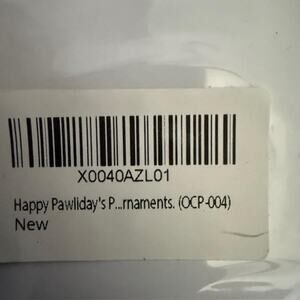 X0040AZL01
Happy Pawliday's P...rnaments. (OCP-004)
New